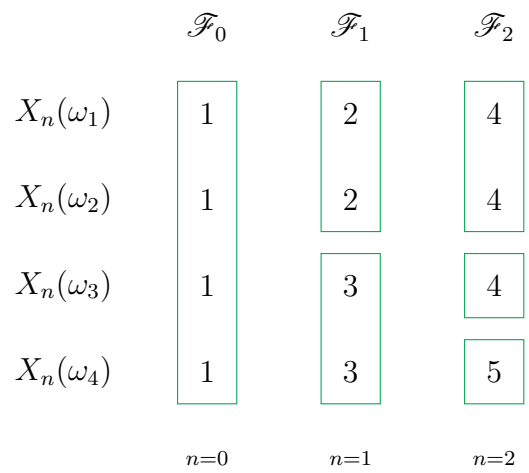 ℱ₀ ℱ₁ ℱ₂
Xₙ(ω₁) 1 2 4
Xₙ(ω₂) 1 2 4
Xₙ(ω₃) 1 3 4
Xₙ(ω₄) 1 3 5
n=0 n=1 n=2